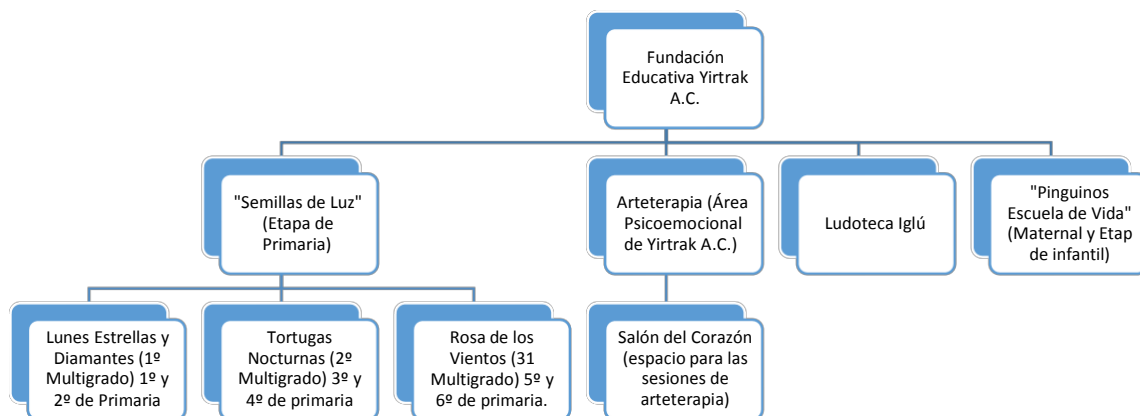 Fundación
Educativa Yirtrak
A.C.
"Semillas de Luz"
(Etapa de
Primaria)
Arteterapia (Área
Psicoemocional
de Yirtrak A.C.)
Ludoteca Iglú
"Pinguinos
Escuela de Vida"
(Maternal y Etap
de infantil)
Lunes Estrellas y
Diamantes (1º
Multigrado) 1º y
2º de Primaria
Tortugas
Nocturnas (2º
Multigrado) 3º y
4º de primaria
Rosa de los
Vientos (31
Multigrado) 5º y
6º de primaria.
Salón del Corazón
(espacio para las
sesiones de
arteterapia)